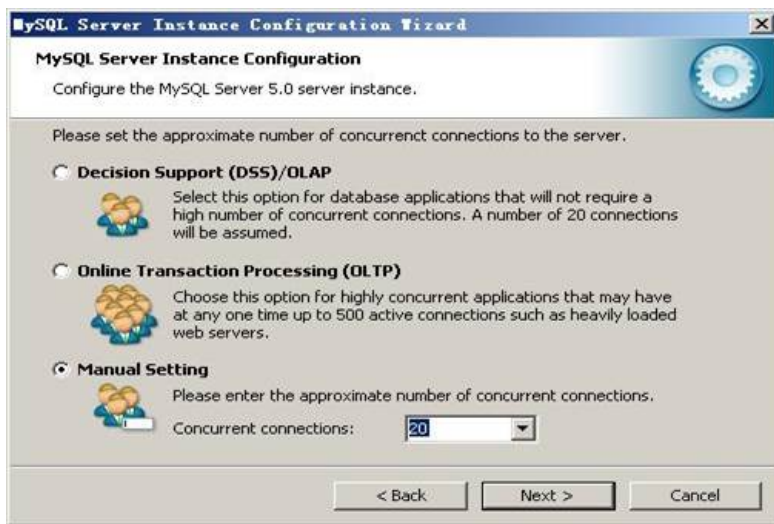 MySQL Server Instance Configuration Wizard
MySQL Server Instance Configuration
Configure the MySQL Server 5.0 server instance.
Please set the approximate number of concurrenct connections to the server.
Decision Support (DSS)/OLAP
Select this option for database applications that will not require a
high number of concurrent connections. A number of 20 connections
will be assumed.
Online Transaction Processing (OLTP)
Choose this option for highly concurrent applications that may have
at any one time up to 500 active connections such as heavily loaded
web servers.
Manual Setting
Please enter the approximate number of concurrent connections.
Concurrent connections: 20
< Back Next > Cancel